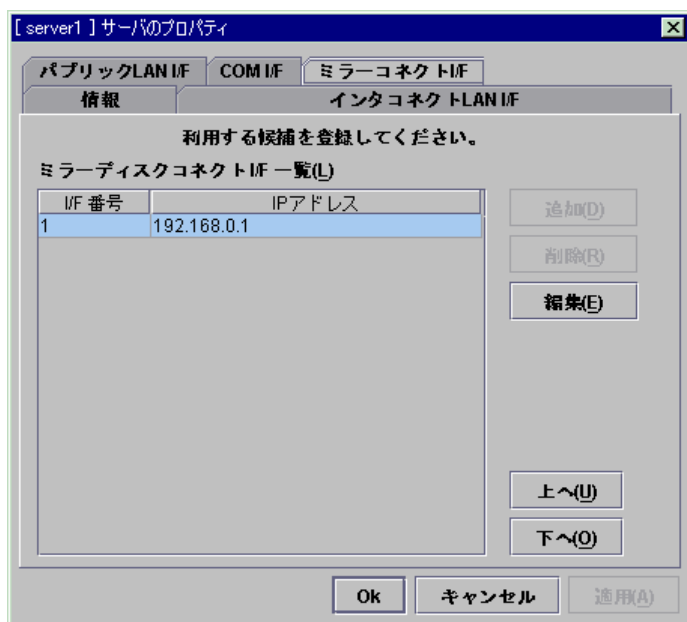 [ server1 ] サーバのプロパティ
パブリックLAN I/F
COM I/F
ミラーコネクトI/F
情報
インタコネクトLAN I/F
利用する候補を登録してください。
ミラーディスクコネクトI/F 一覧(L)
I/F 番号
IPアドレス
1
192.168.0.1
追加(D)
削除(R)
編集(E)
上へ(U)
下へ(O)
Ok
キャンセル
適用(A)